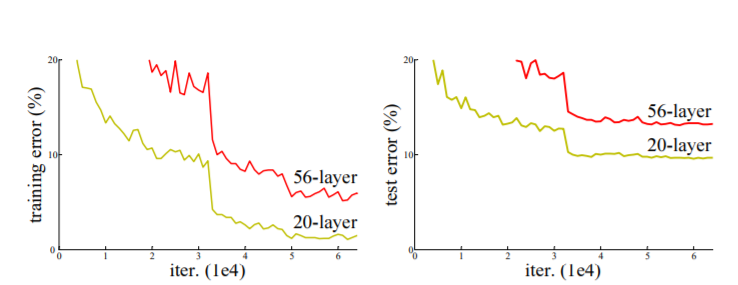 20
10
0
0 1 2 3 4 5 6
training error (%)
iter. (1e4)
56-layer
20-layer
20
10
0
0 1 2 3 4 5 6
test error (%)
iter. (1e4)
56-layer
20-layer